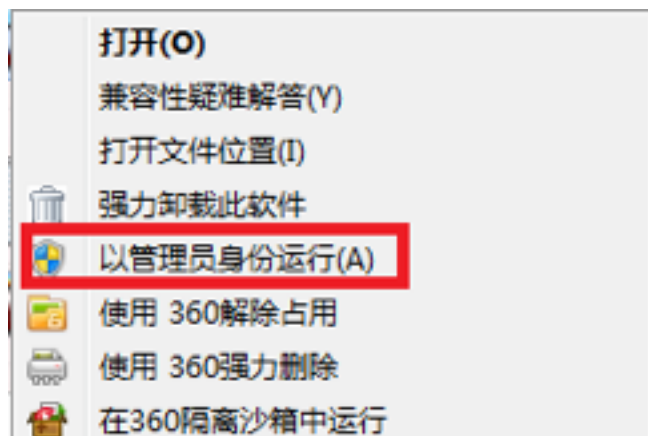 打开(O)
兼容性疑难解答(Y)
打开文件位置(I)
强力卸载此软件
以管理员身份运行(A)
使用 360解除占用
使用 360强力删除
在360隔离沙箱中运行